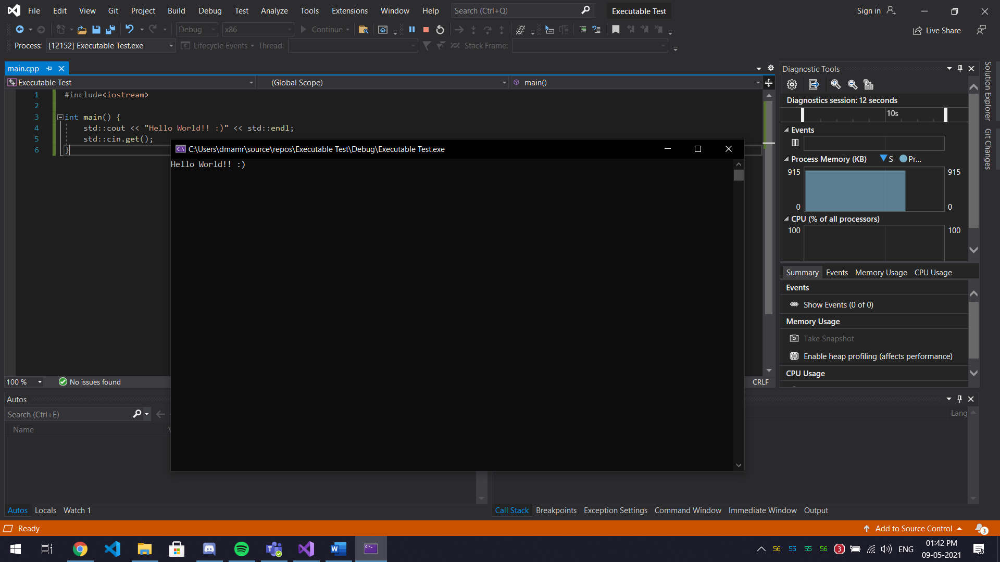 File Edit View Git Project Build Debug Test Analyze Tools Extensions Window Help Search (Ctrl+Q) Executable Test Sign in
Debug x86 Continue Live Share
Process: [12152] Executable Test.exe Lifecycle Events Thread: Stack Frame:
main.cpp
Executable Test (Global Scope) main()
1 #include<iostream>
2
3 int main() {
4 std::cout << "Hello World!! :)" << std::endl;
5 std::cin.get();
6 }
C:\Users\dmamr\source\repos\Executable Test\Debug\Executable Test.exe
Hello World!! :)
100 % No issues found CRLF
Diagnostic Tools
Diagnostics session: 12 seconds
10s
Events
Process Memory (KB) S Pr...
915 915
0 0
CPU (% of all processors)
100 100
Summary Events Memory Usage CPU Usage
Events
Show Events (0 of 0)
Memory Usage
Take Snapshot
Enable heap profiling (affects performance)
CPU Usage
Solution Explorer
Git Changes
Autos
Search (Ctrl+E)
Name
Lang
Autos Locals Watch 1
Call Stack Breakpoints Exception Settings Command Window Immediate Window Output
Ready Add to Source Control 3
56 55 55 56 3 ENG 01:42 PM
09-05-2021